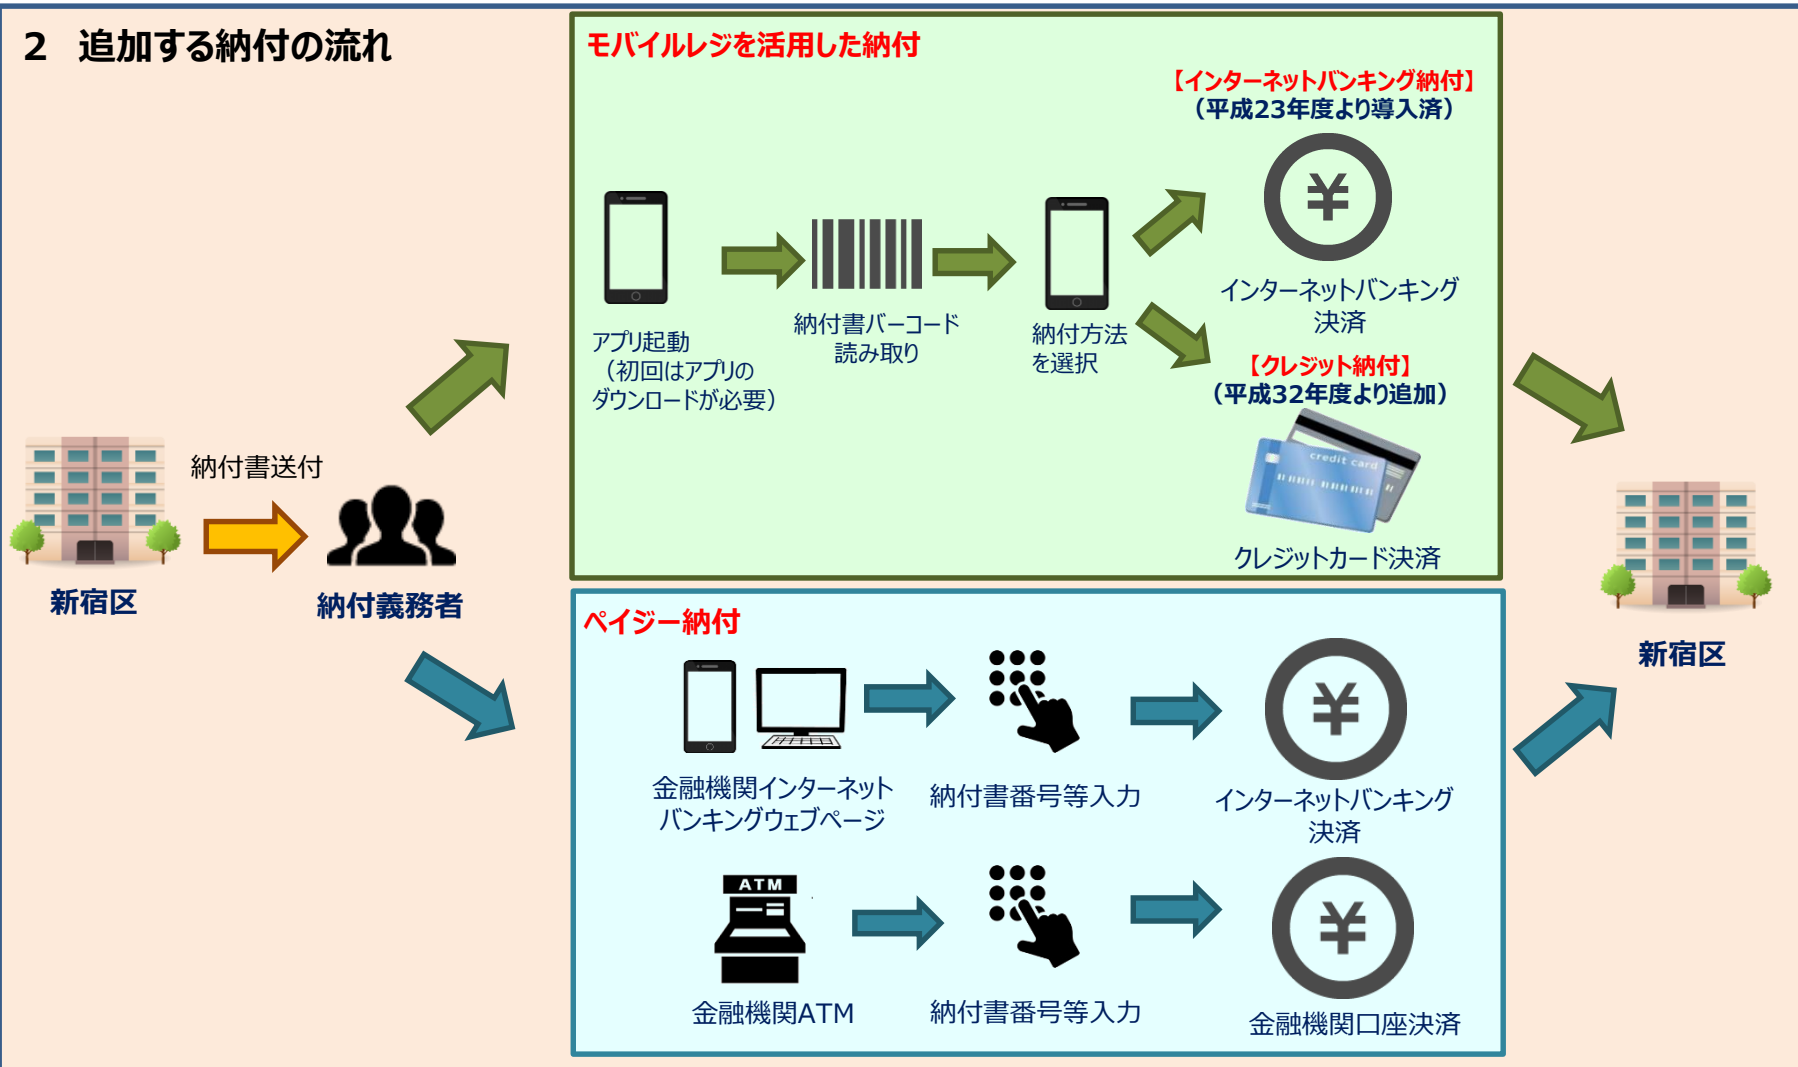 2 追加する納付の流れ
モバイルレジを活用した納付
【インターネットバンキング納付】
（平成23年度より導入済）
インターネットバンキング
決済
アプリ起動
（初回はアプリの
ダウンロードが必要）
納付書バーコード
読み取り
納付方法
を選択
【クレジット納付】
（平成32年度より追加）
credit card
クレジットカード決済
納付書送付
新宿区
納付義務者
新宿区
ペイジー納付
金融機関インターネット
バンキングウェブページ
納付書番号等入力
インターネットバンキング
決済
ATM
金融機関ATM
納付書番号等入力
金融機関口座決済